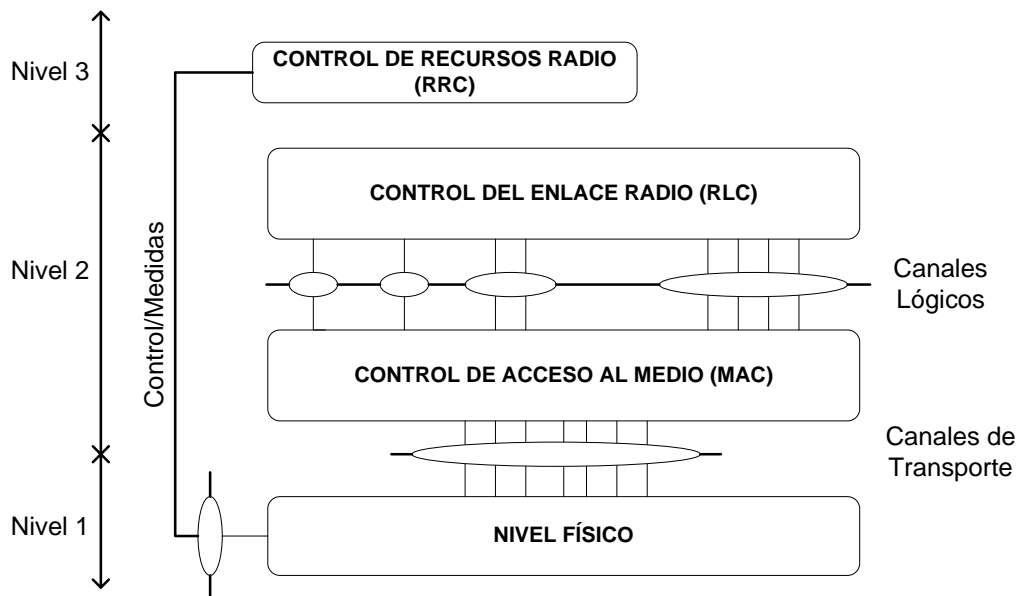 Nivel 3
CONTROL DE RECURSOS RADIO
(RRC)
CONTROL DEL ENLACE RADIO (RLC)
Nivel 2
Control/Medidas
Canales
Lógicos
CONTROL DE ACCESO AL MEDIO (MAC)
Canales de
Transporte
Nivel 1
NIVEL FÍSICO